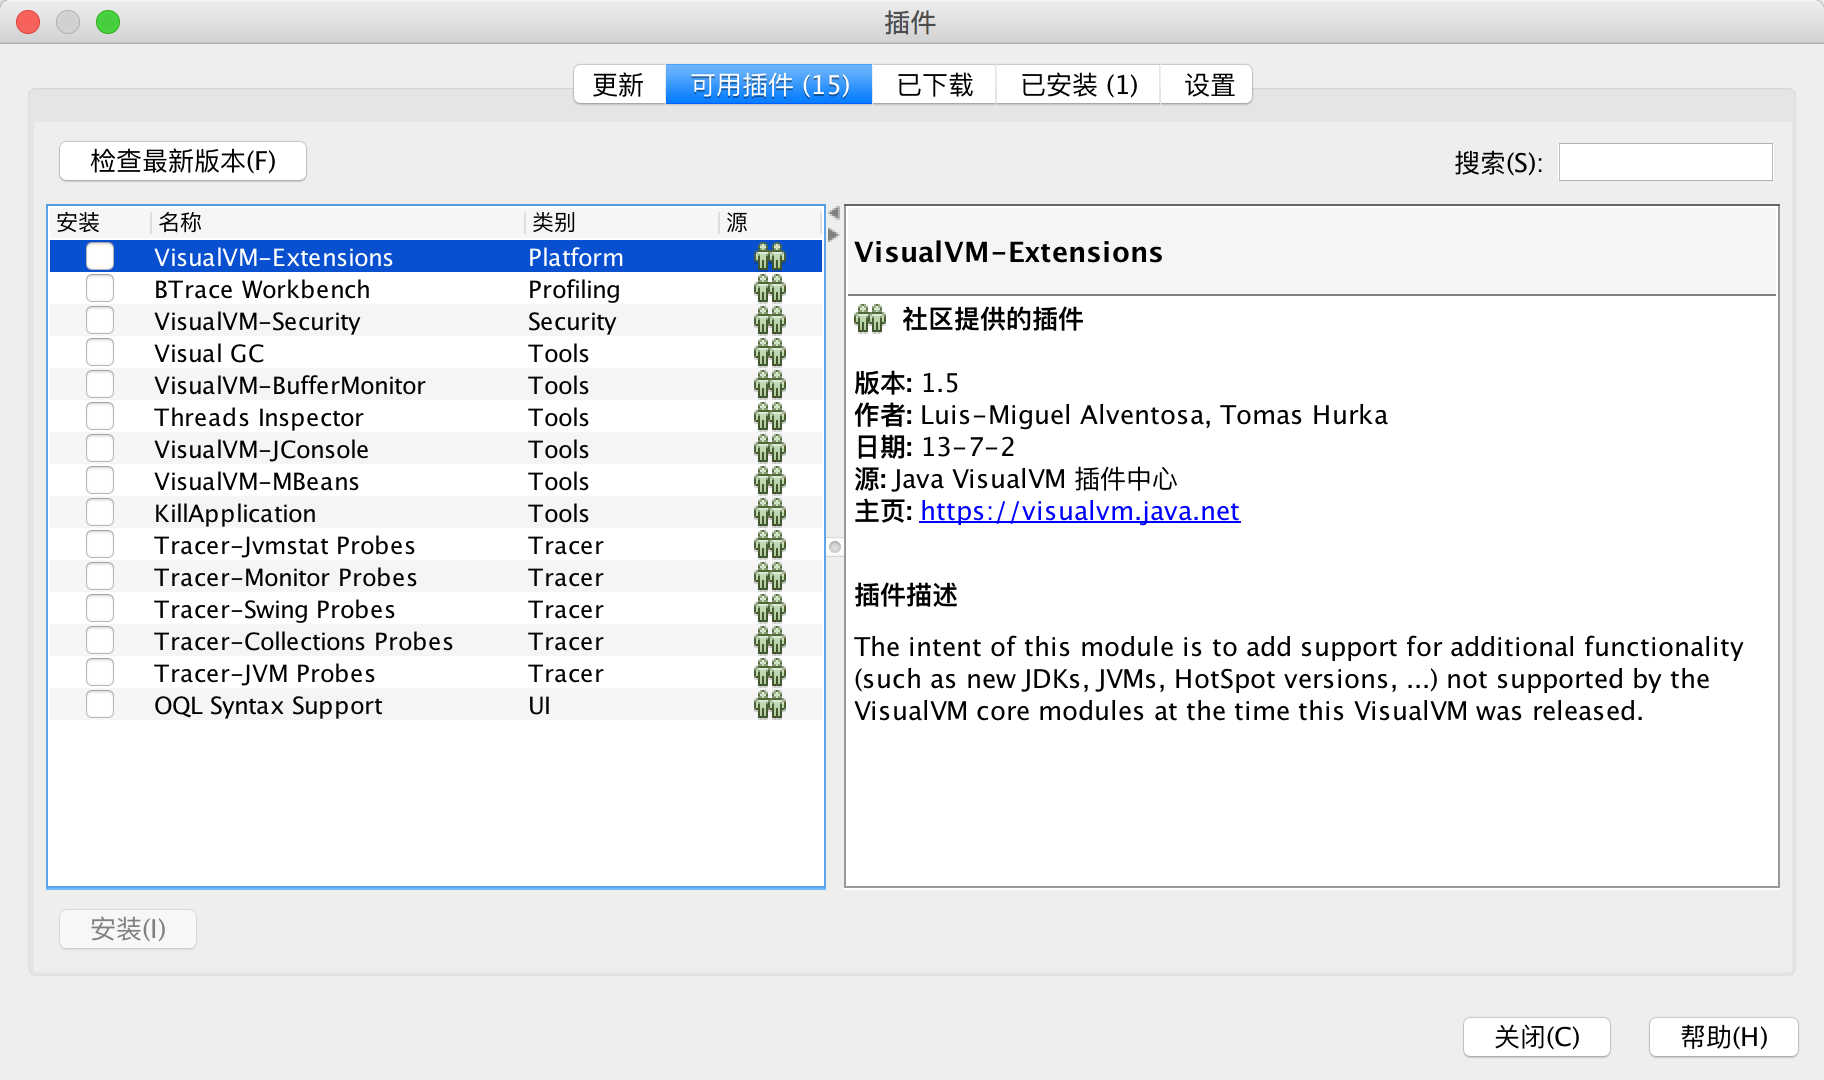 插件
更新 可用插件 (15) 已下载 已安装 (1) 设置
检查最新版本(F)
搜索(S):
安装 名称 类别 源
VisualVM-Extensions Platform
BTrace Workbench Profiling
VisualVM-Security Security
Visual GC Tools
VisualVM-BufferMonitor Tools
Threads Inspector Tools
VisualVM-JConsole Tools
VisualVM-MBeans Tools
KillApplication Tools
Tracer-Jvmstat Probes Tracer
Tracer-Monitor Probes Tracer
Tracer-Swing Probes Tracer
Tracer-Collections Probes Tracer
Tracer-JVM Probes Tracer
OQL Syntax Support UI
VisualVM-Extensions
社区提供的插件
版本: 1.5
作者: Luis-Miguel Alventosa, Tomas Hurka
日期: 13-7-2
源: Java VisualVM 插件中心
主页: https://visualvm.java.net
插件描述
The intent of this module is to add support for additional functionality
(such as new JDKs, JVMs, HotSpot versions, ...) not supported by the
VisualVM core modules at the time this VisualVM was released.
安装(I)
关闭(C) 帮助(H)